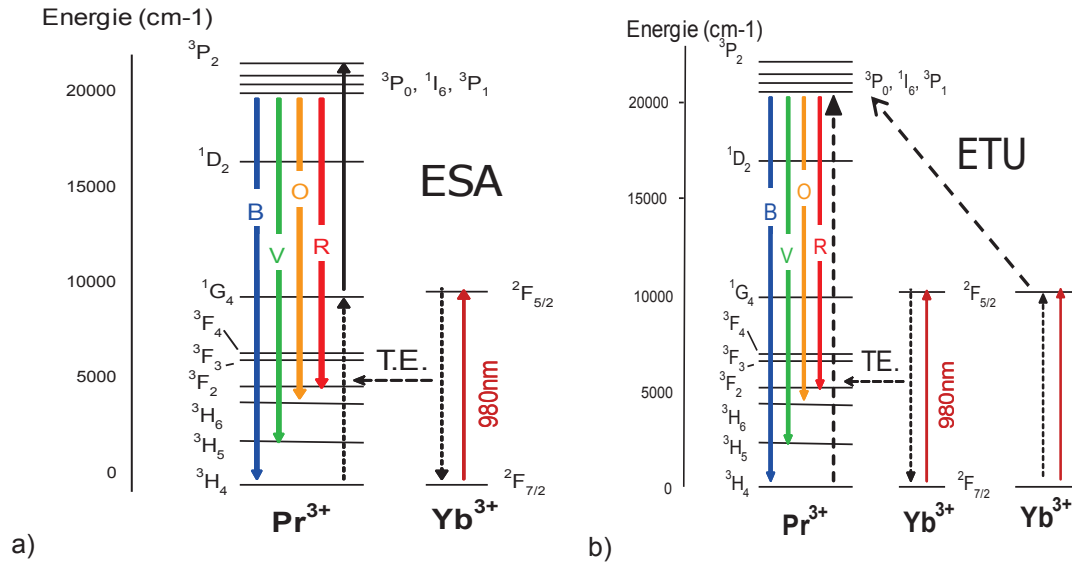 Energie (cm-1)
³P₂
20000
³P₀, ¹I₆, ³P₁
¹D₂
15000
ESA
O
B
V
R
10000
¹G₄
²F₅/₂
³F₄
³F₃
T.E.
5000
³F₂
980nm
³H₆
³H₅
0
³H₄
²F₇/₂
Pr³⁺
Yb³⁺
a)
Energie (cm-1)
³P₂
20000
³P₀, ¹I₆, ³P₁
¹D₂
ETU
15000
O
B
V
R
10000
¹G₄
²F₅/₂
³F₄
³F₃
TE.
5000
³F₂
980nm
³H₆
³H₅
0
³H₄
²F₇/₂
Pr³⁺
Yb³⁺
Yb³⁺
b)